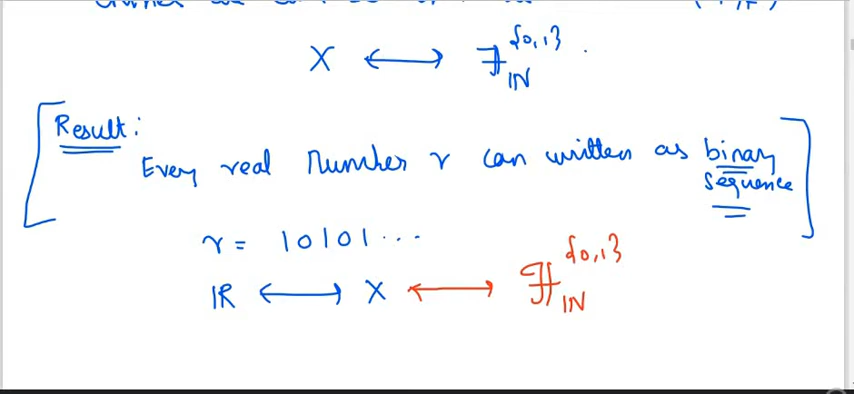 X ⟷ ℱ_ℕ^{0,1} .
Result:
Every real number r can written as binary
sequence
r = 10101...
ℝ ⟷ X ⟷ ℱ_ℕ^{0,1}